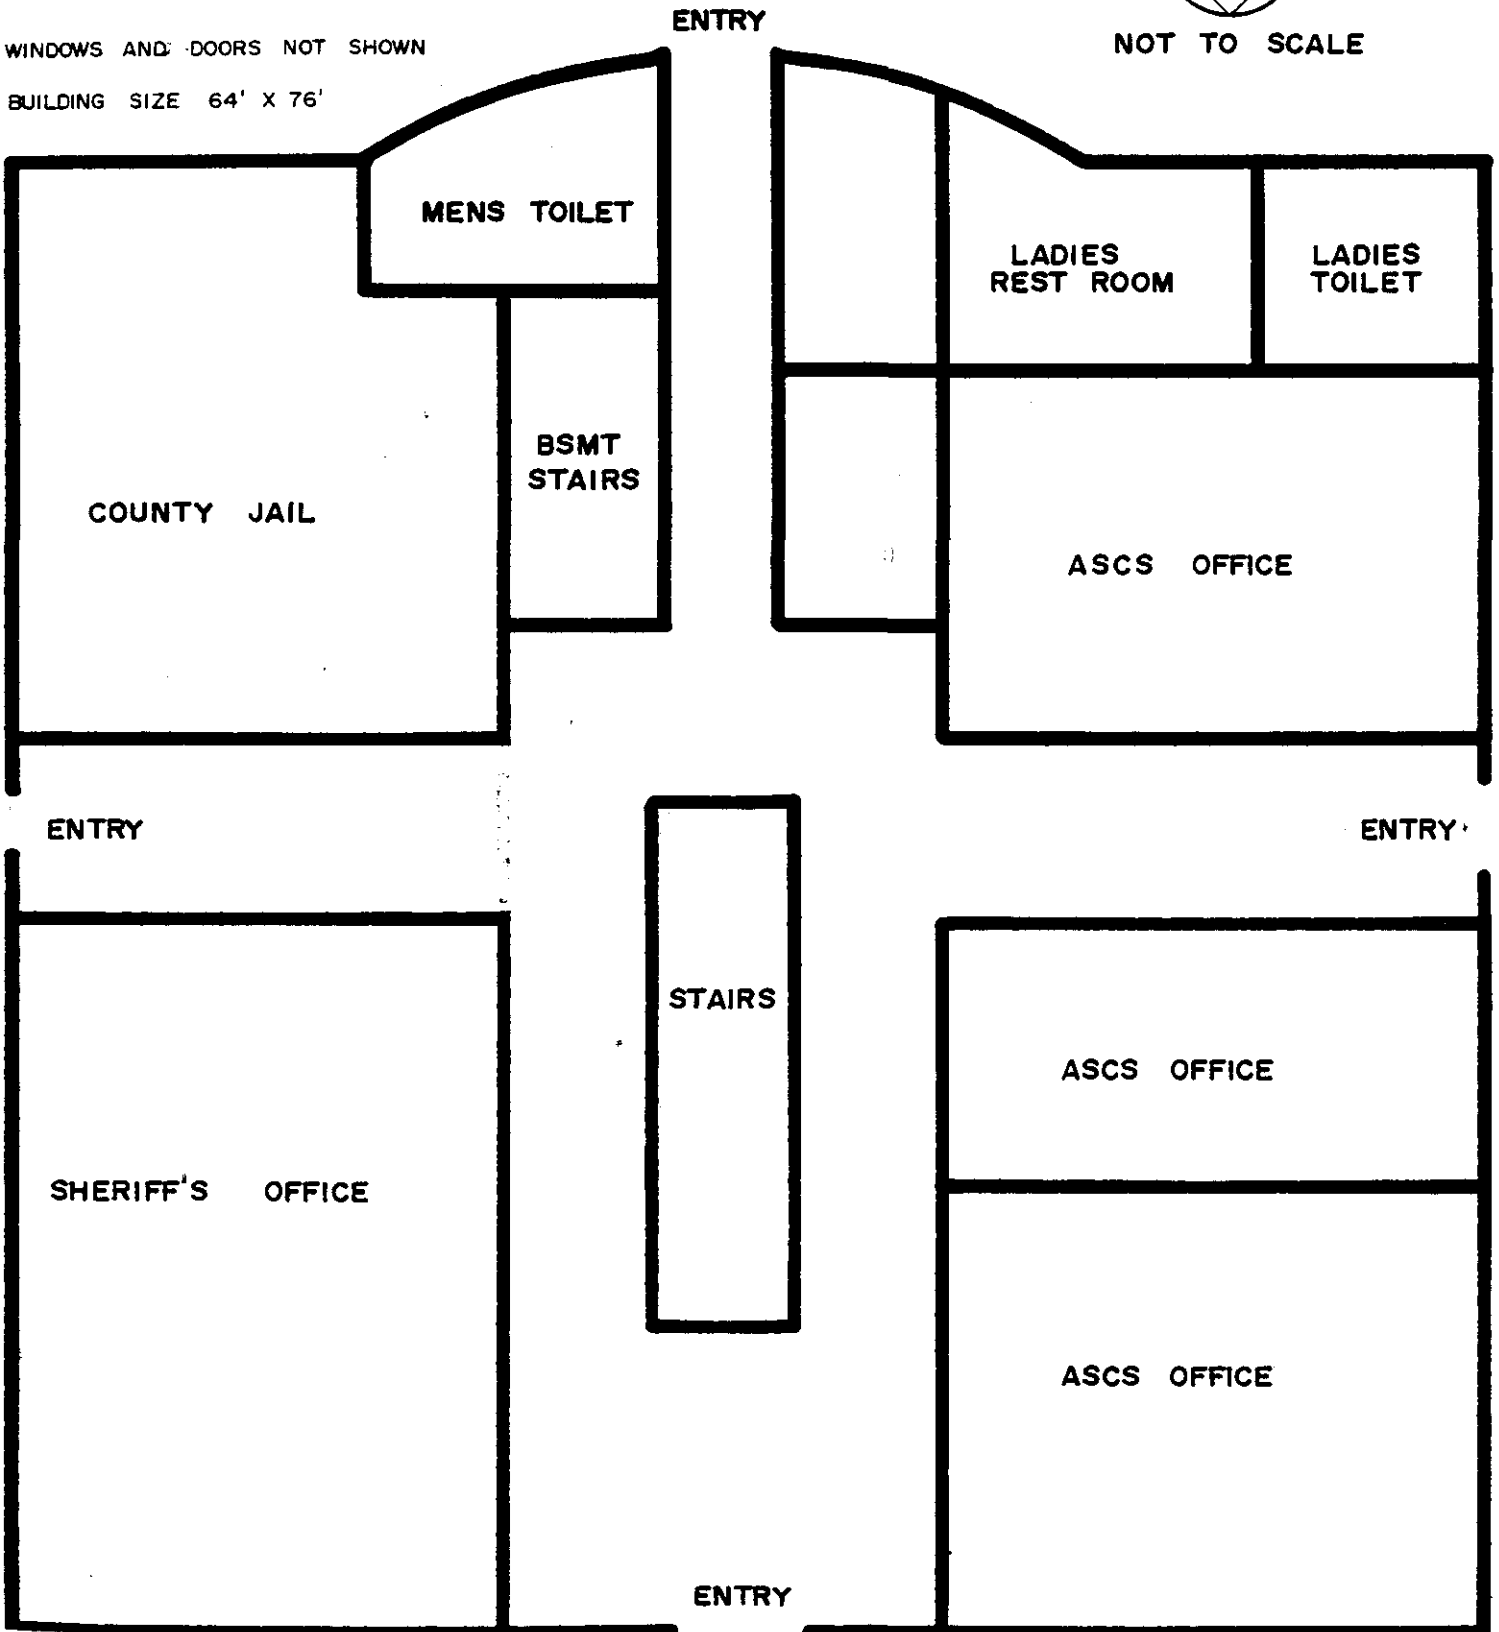 ENTRY
WINDOWS AND DOORS NOT SHOWN
NOT TO SCALE
BUILDING SIZE 64' X 76'
MENS TOILET
LADIES
REST ROOM
LADIES
TOILET
BSMT
STAIRS
COUNTY JAIL
ASCS OFFICE
ENTRY
ENTRY
STAIRS
ASCS OFFICE
SHERIFF'S OFFICE
ASCS OFFICE
ENTRY